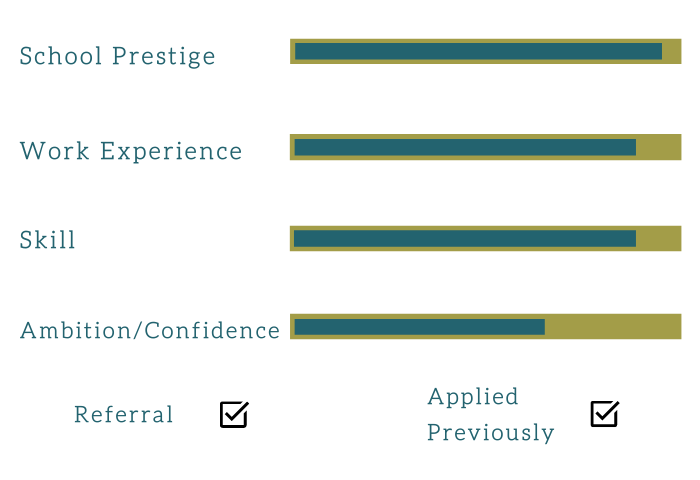 School Prestige
Work Experience
Skill
Ambition/Confidence
Referral
Applied
Previously